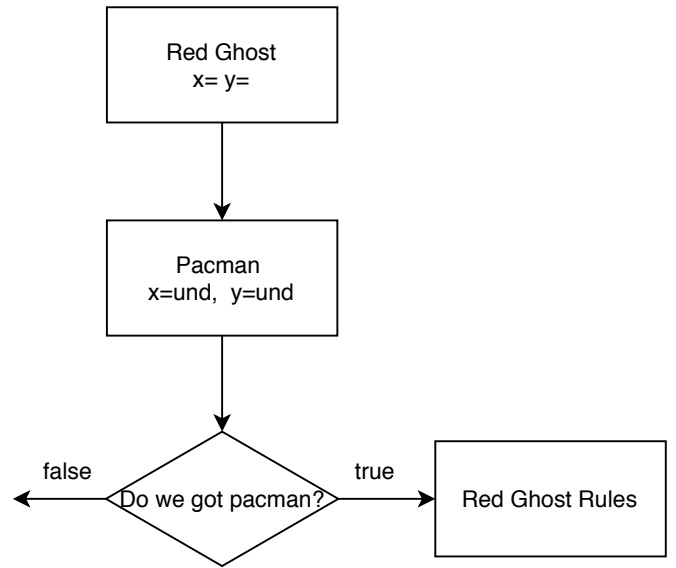 Red Ghost
x= y=
Pacman
x=und, y=und
false
Do we got pacman?
true
Red Ghost Rules